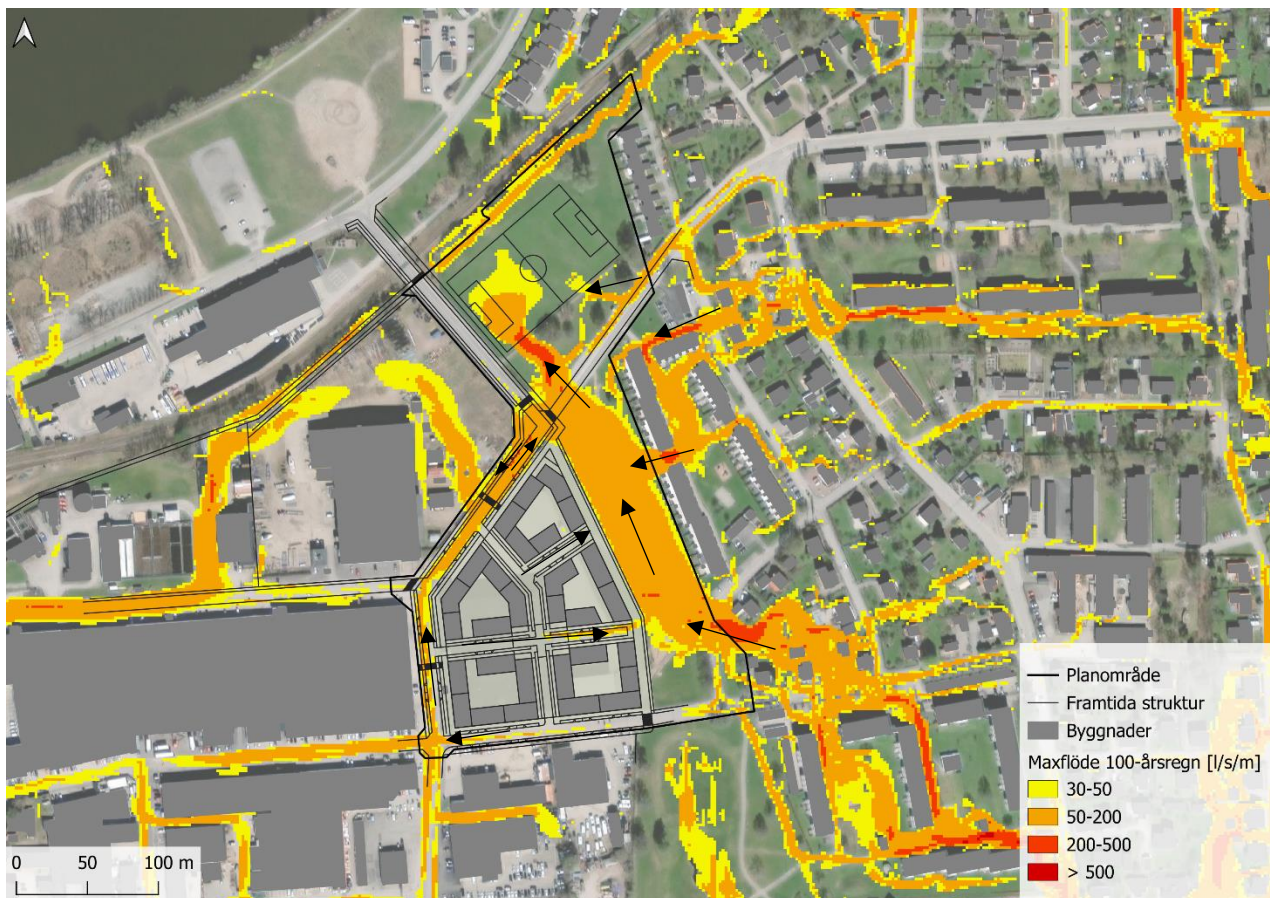 Planområde
Framtida struktur
Byggnader
Maxflöde 100-årsregn [l/s/m]
30-50
50-200
200-500
> 500
0 50 100 m